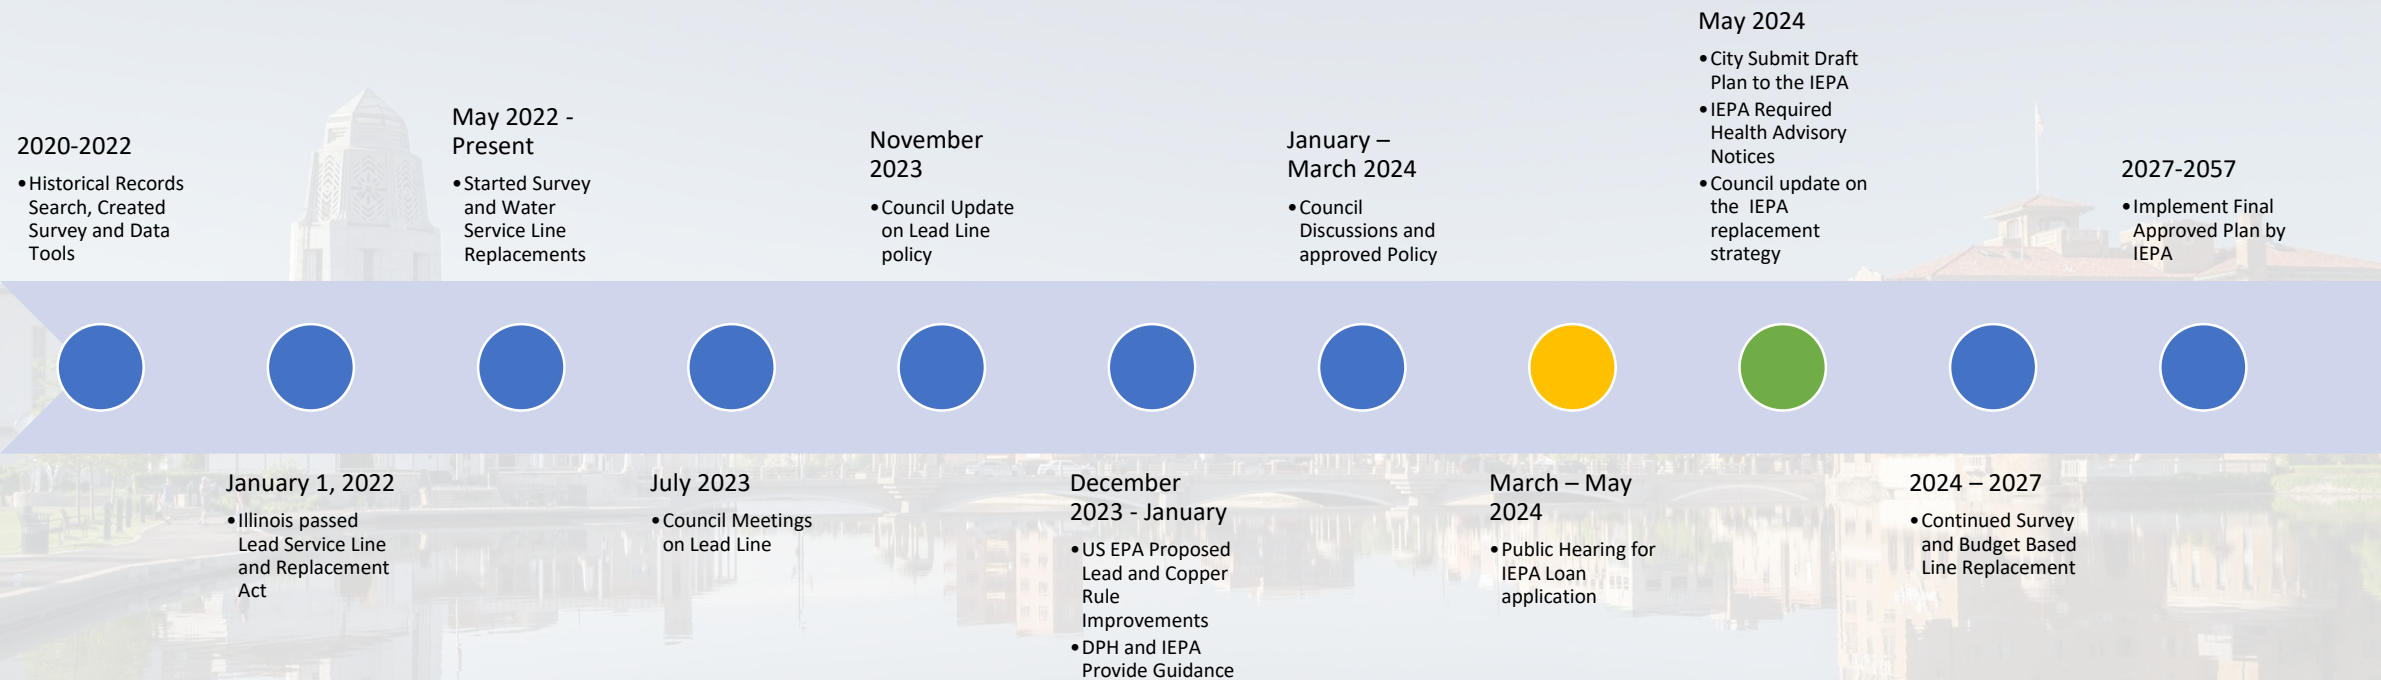 2020-2022
•Historical Records
Search, Created
Survey and Data
Tools
January 1, 2022
•Illinois passed
Lead Service Line
and Replacement
Act
May 2022 -
Present
•Started Survey
and Water
Service Line
Replacements
July 2023
•Council Meetings
on Lead Line
November
2023
•Council Update
on Lead Line
policy
December
2023 - January
•US EPA Proposed
Lead and Copper
Rule
Improvements
•DPH and IEPA
Provide Guidance
January –
March 2024
•Council
Discussions and
approved Policy
March – May
2024
•Public Hearing for
IEPA Loan
application
May 2024
•City Submit Draft
Plan to the IEPA
•IEPA Required
Health Advisory
Notices
•Council update on
the IEPA
replacement
strategy
2024 – 2027
•Continued Survey
and Budget Based
Line Replacement
2027-2057
•Implement Final
Approved Plan by
IEPA